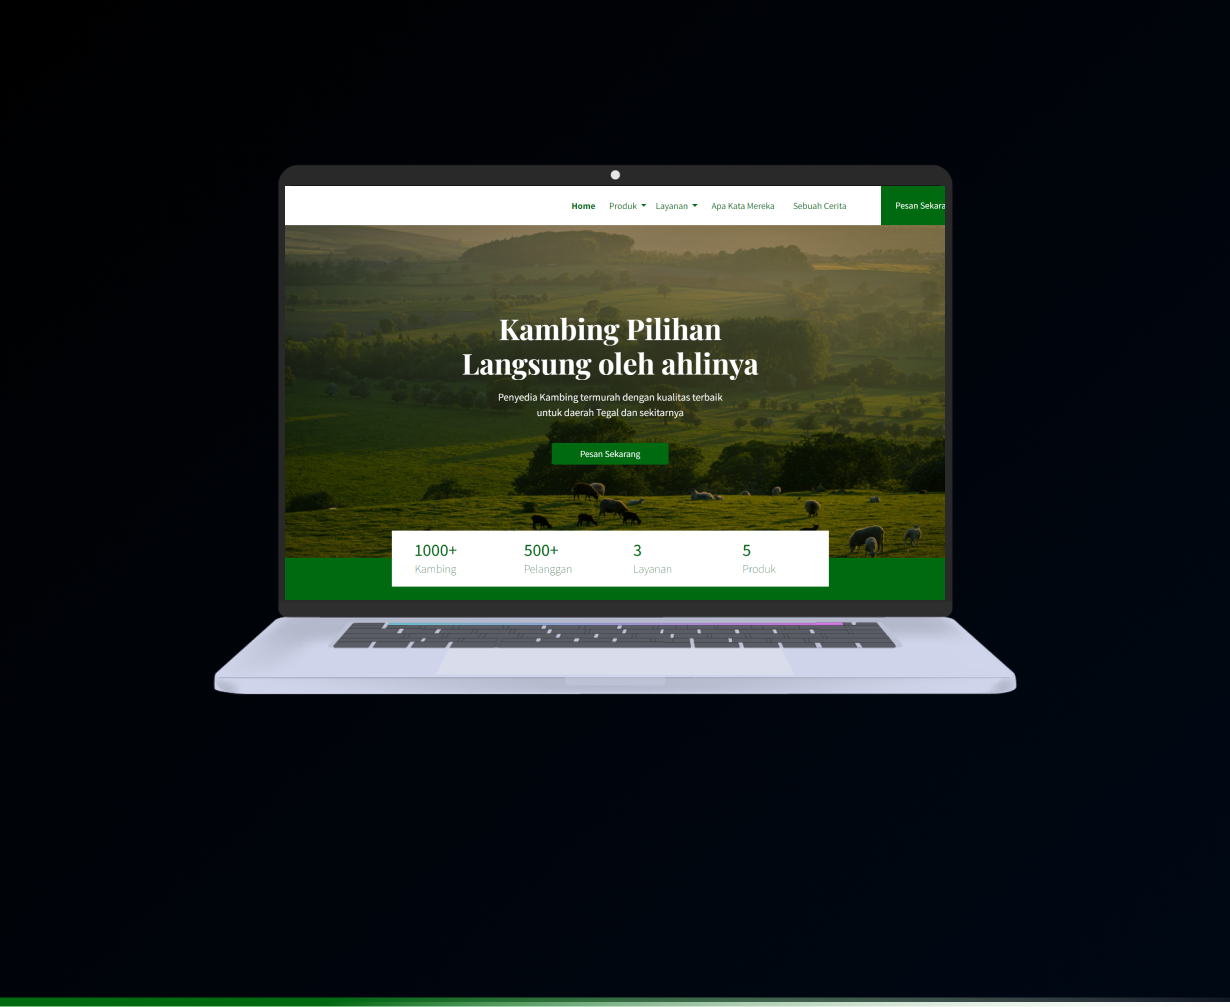 Home Produk Layanan Apa Kata Mereka Sebuah Cerita Pesan Sekara
Kambing Pilihan
Langsung oleh ahlinya
Penyedia Kambing termurah dengan kualitas terbaik
untuk daerah Tegal dan sekitarnya
Pesan Sekarang
1000+ 500+ 3 5
Kambing Pelanggan Layanan Produk